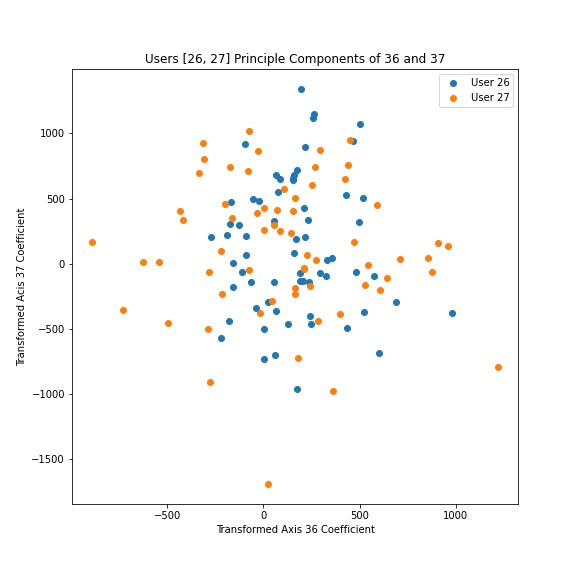 Users [26, 27] Principle Components of 36 and 37
User 26
User 27
Transformed Acis 37 Coefficient
1000
500
0
−500
−1000
−1500
−500
0
500
1000
Transformed Axis 36 Coefficient